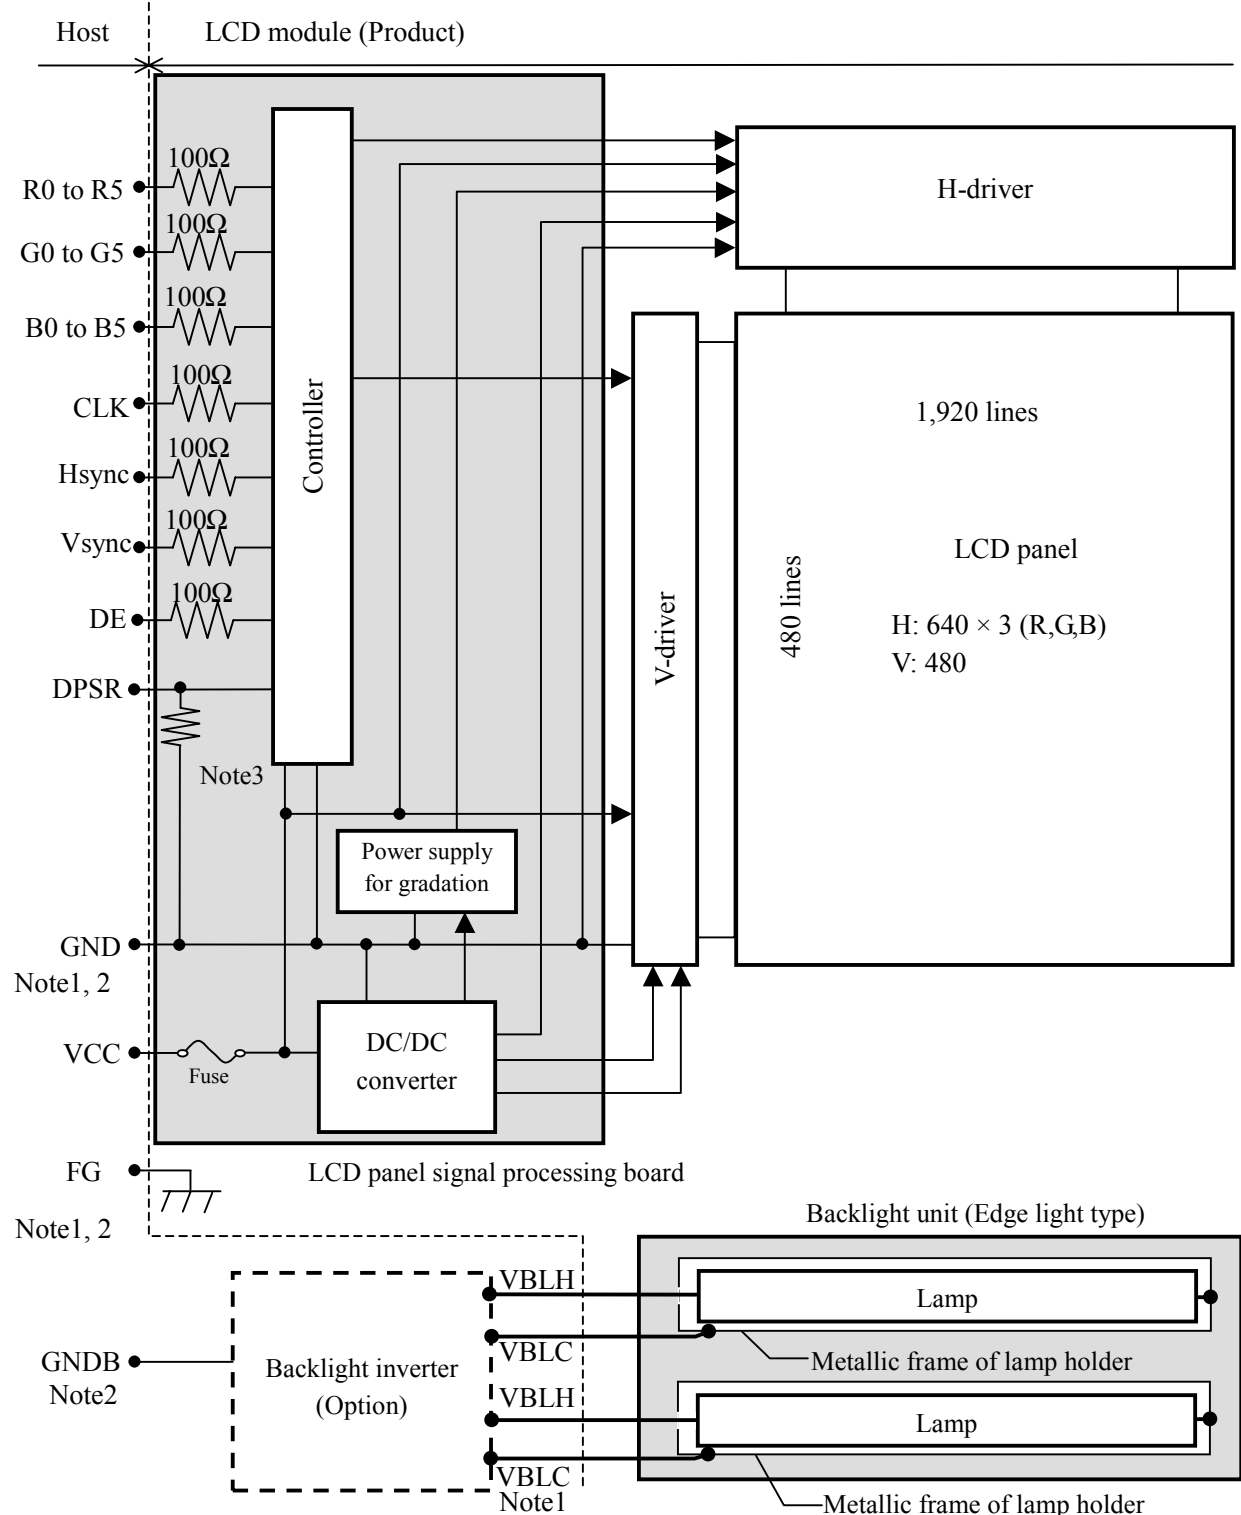 Host
LCD module (Product)
100Ω
R0 to R5
H-driver
100Ω
G0 to G5
100Ω
B0 to B5
100Ω
CLK
Controller
1,920 lines
100Ω
Hsync
100Ω
Vsync
LCD panel
480 lines
100Ω
DE
V-driver
H: 640 × 3 (R,G,B)
V: 480
DPSR
Note3
Power supply
for gradation
GND
Note1, 2
VCC
Fuse
DC/DC
converter
FG
LCD panel signal processing board
Note1, 2
Backlight unit (Edge light type)
VBLH
Lamp
VBLC
Metallic frame of lamp holder
GNDB
Note2
Backlight inverter
(Option)
VBLH
Lamp
VBLC
Note1
Metallic frame of lamp holder